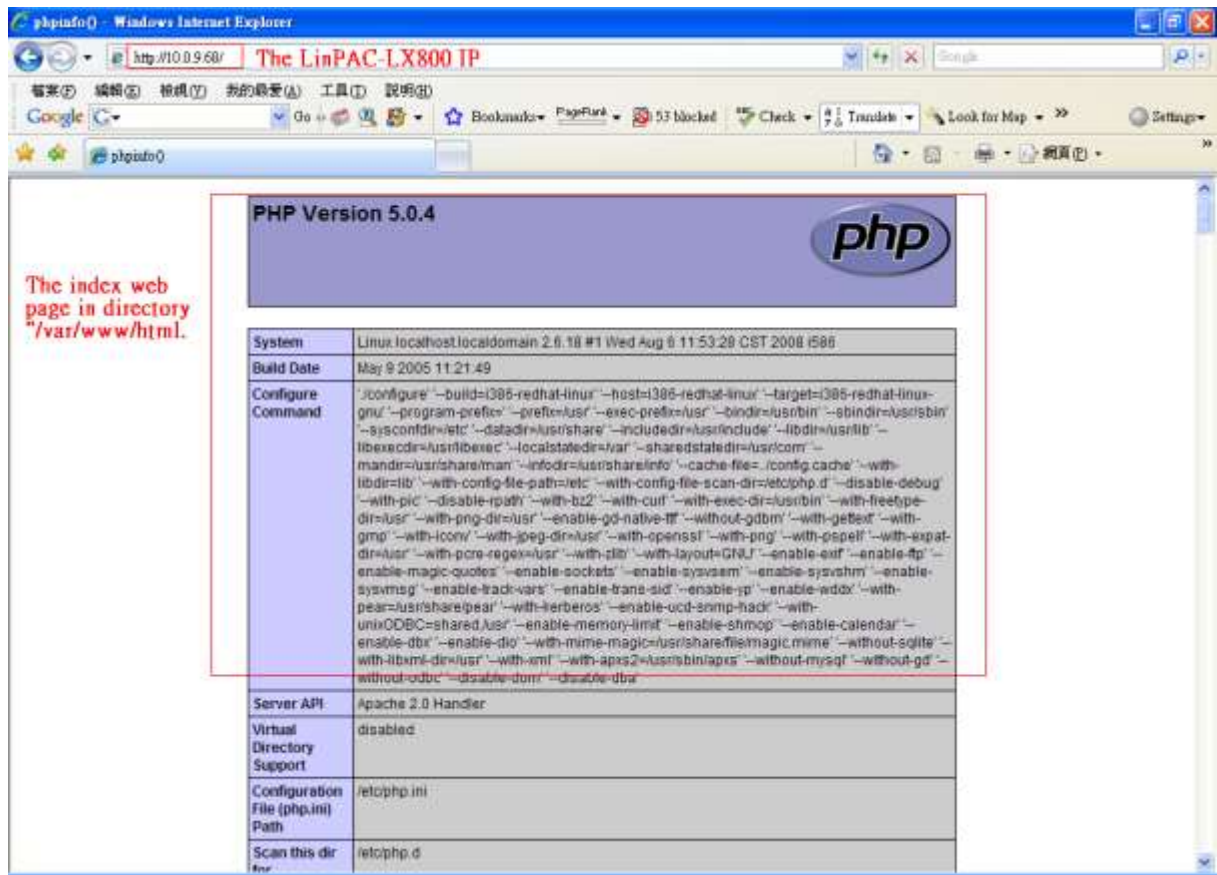 phpinfo() - Windows Internet Explorer
http://10.0.9.60/
The LinPAC-LX800 IP
Google
檔案(F) 編輯(E) 檢視(V) 我的最愛(A) 工具(T) 說明(H)
Google G Go Bookmarks PageRank 53 blocked Check Translate Look for Map Settings
phpinfo() 網頁(P)
PHP Version 5.0.4
php
The index web
page in directory
"/var/www/html.
System Linux localhost.localdomain 2.6.18 #1 Wed Aug 6 11:53:29 CST 2008 i586
Build Date May 9 2005 11:21:49
Configure
Command
'./configure' '--build=i386-redhat-linux' '--host=i386-redhat-linux' '--target=i386-redhat-linux-
gnu' '--program-prefix=' '--prefix=/usr' '--exec-prefix=/usr' '--bindir=/usr/bin' '--sbindir=/usr/sbin'
'--sysconfdir=/etc' '--datadir=/usr/share' '--includedir=/usr/include' '--libdir=/usr/lib' '--
libexecdir=/usr/libexec' '--localstatedir=/var' '--sharedstatedir=/usr/com' '--
mandir=/usr/share/man' '--infodir=/usr/share/info' '--cache-file=../config.cache' '--with-
libdir=lib' '--with-config-file-path=/etc' '--with-config-file-scan-dir=/etc/php.d' '--disable-debug'
'--with-pic' '--disable-rpath' '--with-bz2' '--with-curl' '--with-exec-dir=/usr/bin' '--with-freetype-
dir=/usr' '--with-png-dir=/usr' '--enable-gd-native-ttf' '--without-gdbm' '--with-gettext' '--with-
gmp' '--with-iconv' '--with-jpeg-dir=/usr' '--with-openssl' '--with-png' '--with-pspell' '--with-expat-
dir=/usr' '--with-pcre-regex=/usr' '--with-zlib' '--with-layout=GNU' '--enable-exif' '--enable-ftp' '--
enable-magic-quotes' '--enable-sockets' '--enable-sysvsem' '--enable-sysvshm' '--enable-
sysvmsg' '--enable-track-vars' '--enable-trans-sid' '--enable-yp' '--enable-wddx' '--with-
pear=/usr/share/pear' '--with-kerberos' '--enable-ucd-snmp-hack' '--with-
unixODBC=shared,/usr' '--enable-memory-limit' '--enable-shmop' '--enable-calendar' '--
enable-dbx' '--enable-dio' '--with-mime-magic=/usr/share/file/magic.mime' '--without-sqlite' '--
with-libxml-dir=/usr' '--with-xml' '--with-apxs2=/usr/sbin/apxs' '--without-mysql' '--without-gd' '--
without-odbc' '--disable-dom' '--disable-dba'
Server API Apache 2.0 Handler
Virtual
Directory
Support
disabled
Configuration
File (php.ini)
Path
/etc/php.ini
Scan this dir
for
/etc/php.d